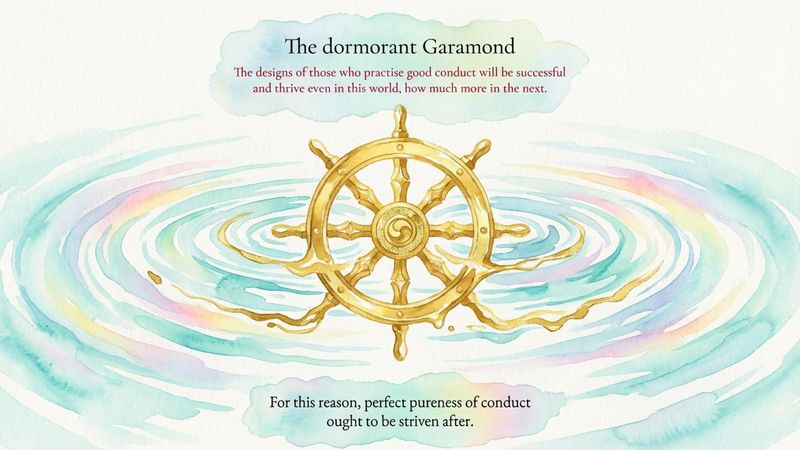 The dormorant Garamond
The designs of those who practise good conduct will be successful
and thrive even in this world, how much more in the next.
For this reason, perfect pureness of conduct
ought to be striven after.